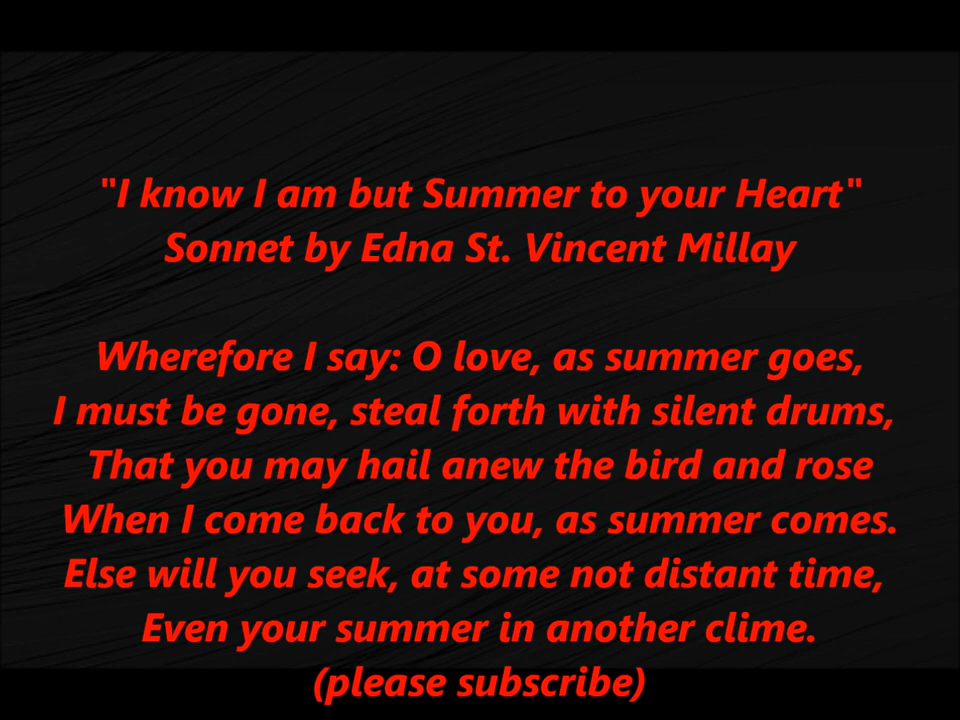 "I know I am but Summer to your Heart"
Sonnet by Edna St. Vincent Millay
Wherefore I say: O love, as summer goes,
I must be gone, steal forth with silent drums,
That you may hail anew the bird and rose
When I come back to you, as summer comes.
Else will you seek, at some not distant time,
Even your summer in another clime.
(please subscribe)